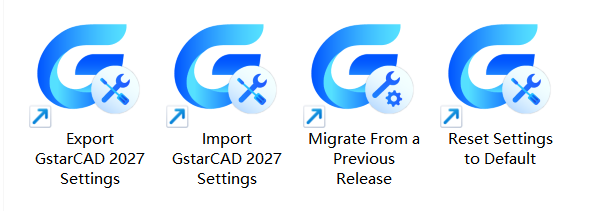 Export
GstarCAD 2027
Settings
Import
GstarCAD 2027
Settings
Migrate From a
Previous
Release
Reset Settings
to Default